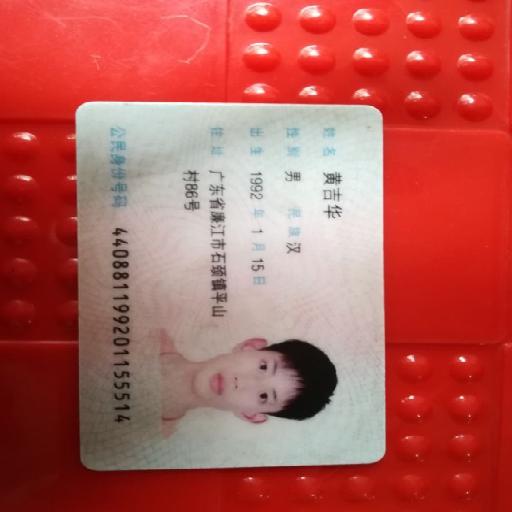 姓名 黄吉华
性别 男 民族 汉
出生 1992 年 1 月 15 日
住址 广东省廉江市石颈镇平山
村86号
公民身份号码 440881199201155514